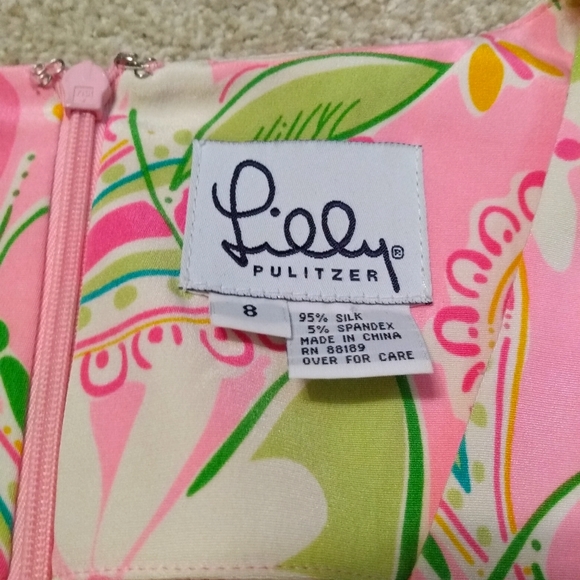 Lilly®
PULITZER
8
95% SILK
5% SPANDEX
MADE IN CHINA
RN 88189
OVER FOR CARE